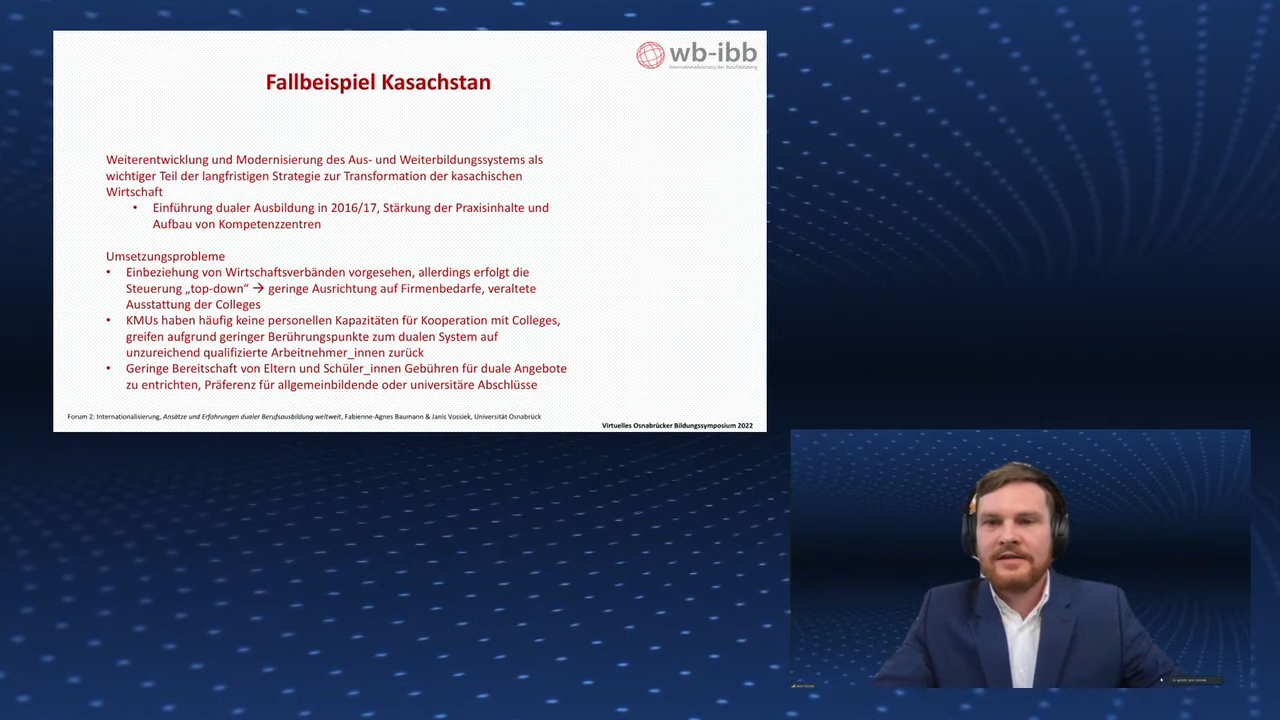 wb-ibb
Internationalisierung der Berufsbildung
Fallbeispiel Kasachstan
Weiterentwicklung und Modernisierung des Aus- und Weiterbildungssystems als
wichtiger Teil der langfristigen Strategie zur Transformation der kasachischen
Wirtschaft
• Einführung dualer Ausbildung in 2016/17, Stärkung der Praxisinhalte und
Aufbau von Kompetenzzentren
Umsetzungsprobleme
• Einbeziehung von Wirtschaftsverbänden vorgesehen, allerdings erfolgt die
Steuerung „top-down“ → geringe Ausrichtung auf Firmenbedarfe, veraltete
Ausstattung der Colleges
• KMUs haben häufig keine personellen Kapazitäten für Kooperation mit Colleges,
greifen aufgrund geringer Berührungspunkte zum dualen System auf
unzureichend qualifizierte Arbeitnehmer_innen zurück
• Geringe Bereitschaft von Eltern und Schüler_innen Gebühren für duale Angebote
zu entrichten, Präferenz für allgemeinbildende oder universitäre Abschlüsse
Forum 2: Internationalisierung, Ansätze und Erfahrungen dualer Berufsausbildung weltweit, Fabienne-Agnes Baumann & Janis Vossiek, Universität Osnabrück
Virtuelles Osnabrücker Bildungssymposium 2022